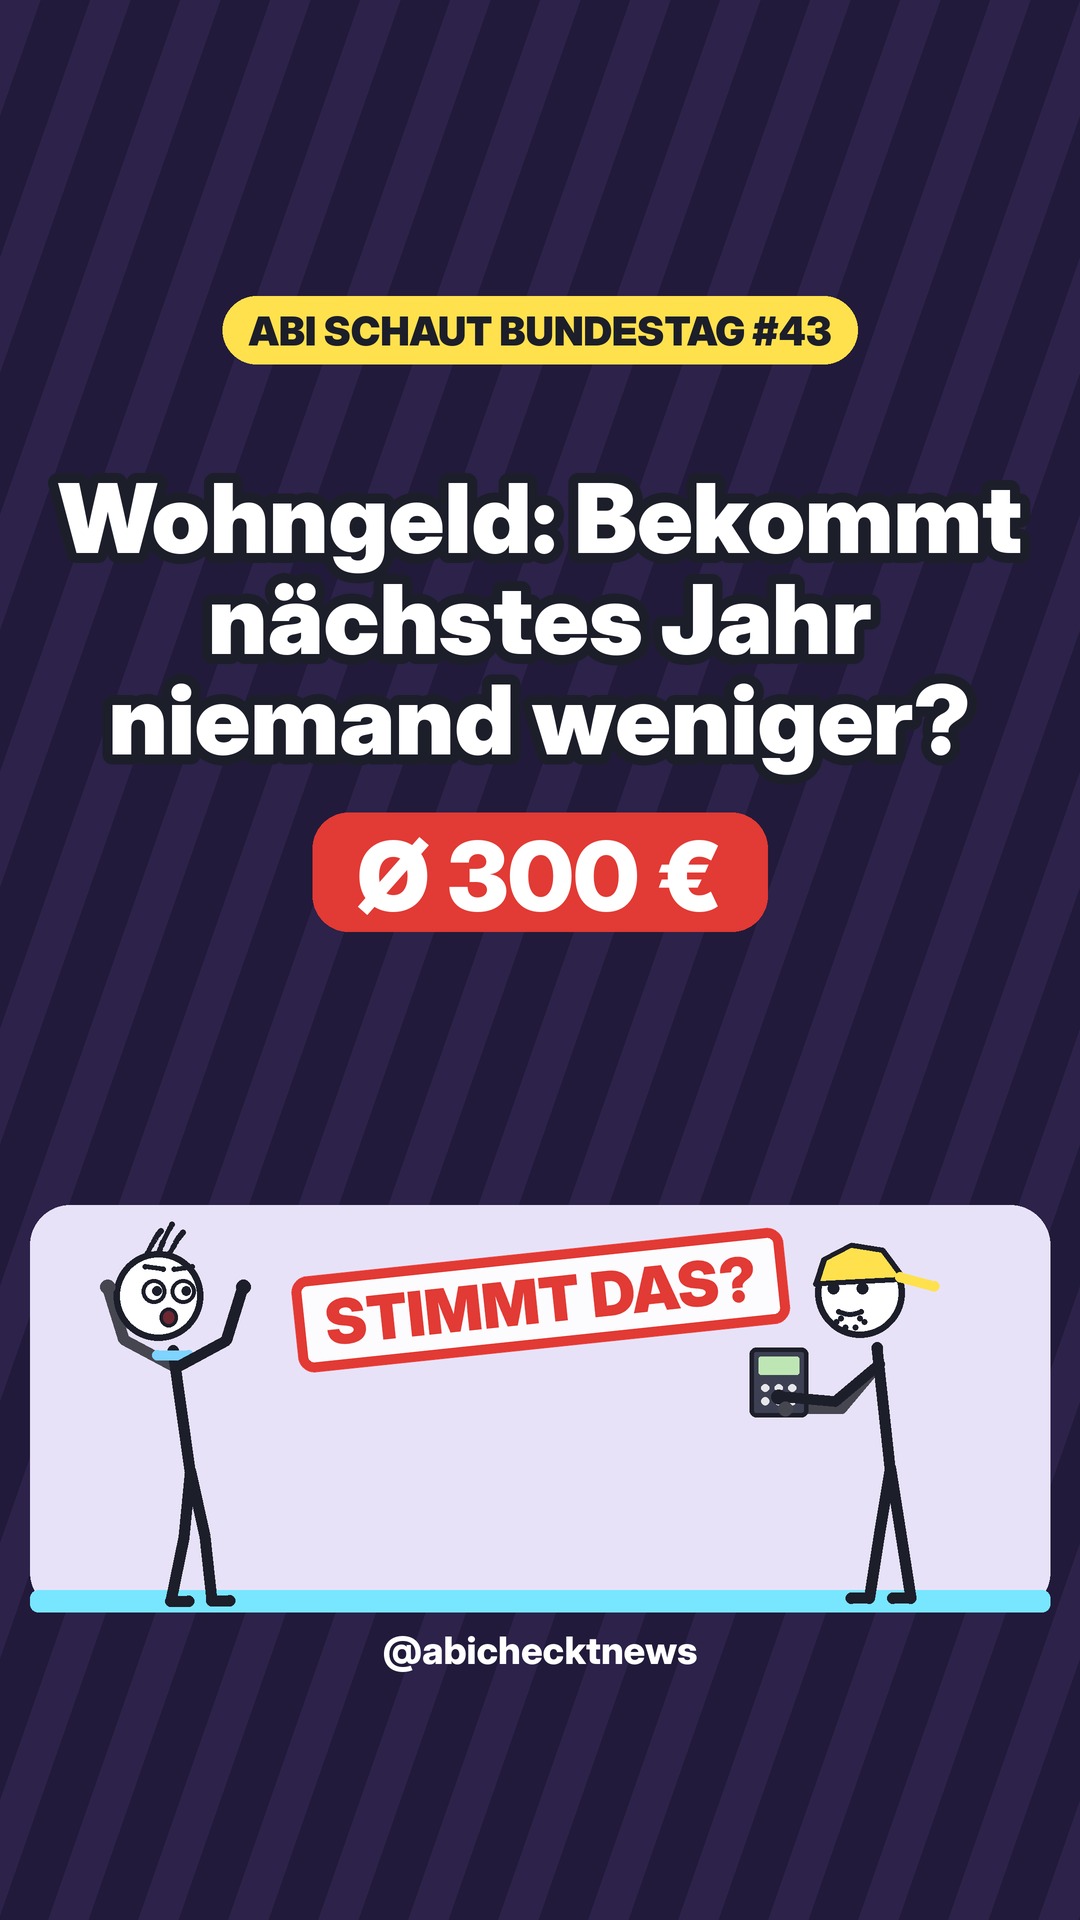 ABI SCHAUT BUNDESTAG #43
Wohngeld: Bekommt
nächstes Jahr
niemand weniger?
Ø 300 €
STIMMT DAS?
@abichecktnews